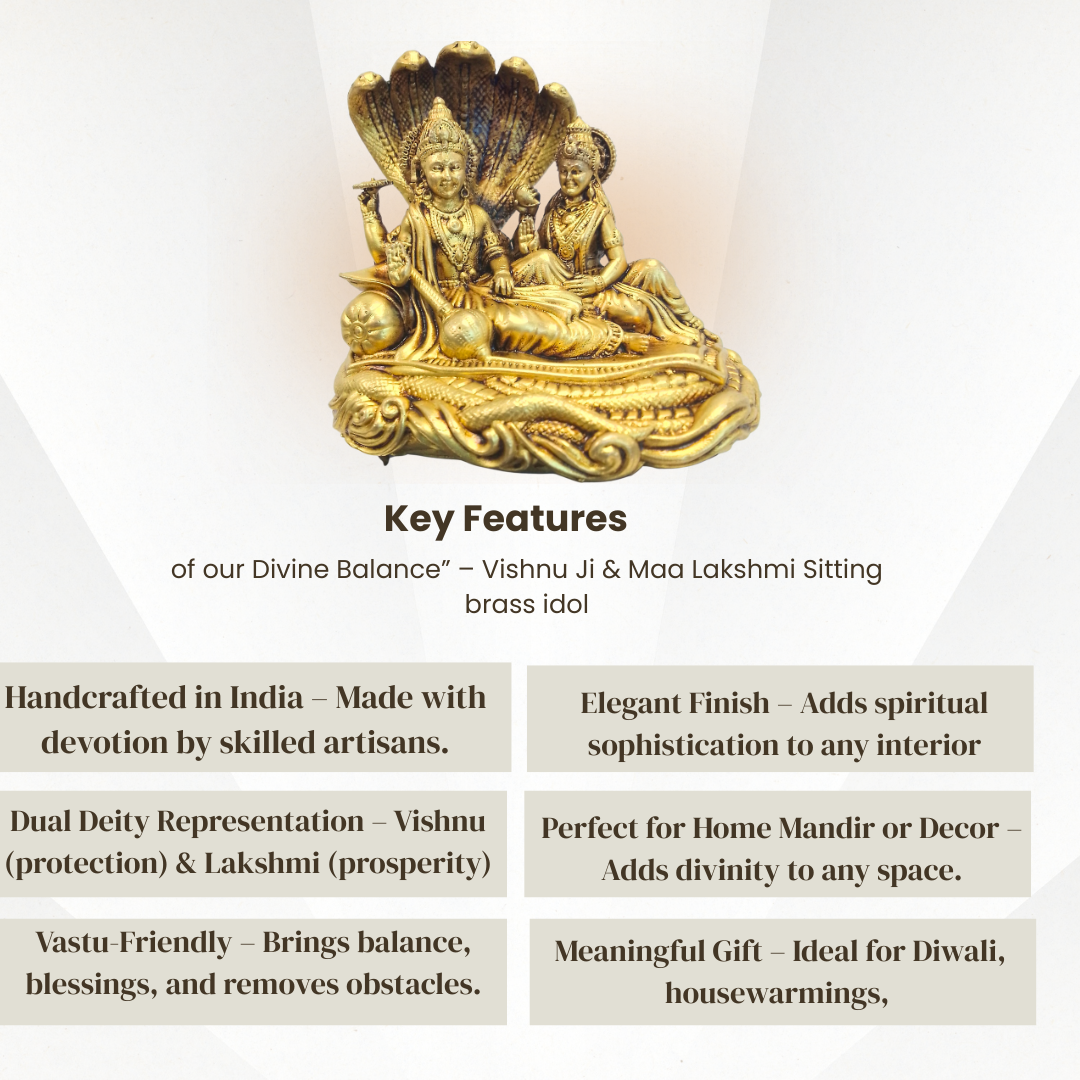 Key Features
of our Divine Balance” – Vishnu Ji & Maa Lakshmi Sitting
brass idol
Handcrafted in India – Made with
devotion by skilled artisans.
Elegant Finish – Adds spiritual
sophistication to any interior
Dual Deity Representation – Vishnu
(protection) & Lakshmi (prosperity)
Perfect for Home Mandir or Decor –
Adds divinity to any space.
Vastu-Friendly – Brings balance,
blessings, and removes obstacles.
Meaningful Gift – Ideal for Diwali,
housewarmings,